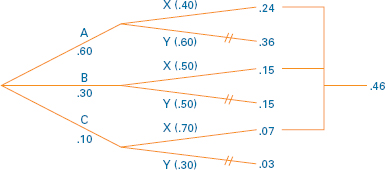 X (.40)
.24
A
.60
Y (.60)
.36
X (.50)
.15
B
.30
.46
Y (.50)
.15
C
.10
X (.70)
.07
Y (.30)
.03